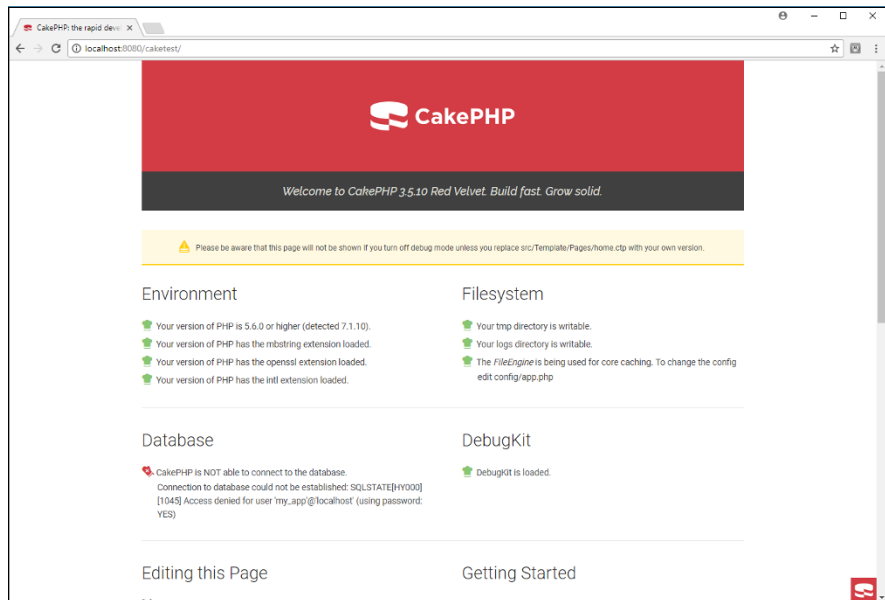 CakePHP: the rapid deve
localhost:8080/caketest/
CakePHP
Welcome to CakePHP 3.5.10 Red Velvet. Build fast. Grow solid.
Please be aware that this page will not be shown if you turn off debug mode unless you replace src/Template/Pages/home.ctp with your own version.
Environment
Your version of PHP is 5.6.0 or higher (detected 7.1.10).
Your version of PHP has the mbstring extension loaded.
Your version of PHP has the openssl extension loaded.
Your version of PHP has the intl extension loaded.
Filesystem
Your tmp directory is writable.
Your logs directory is writable.
The FileEngine is being used for core caching. To change the config
edit config/app.php
Database
CakePHP is NOT able to connect to the database.
Connection to database could not be established: SQLSTATE[HY000]
[1045] Access denied for user 'my_app'@'localhost' (using password:
YES)
DebugKit
DebugKit is loaded.
Editing this Page
Getting Started